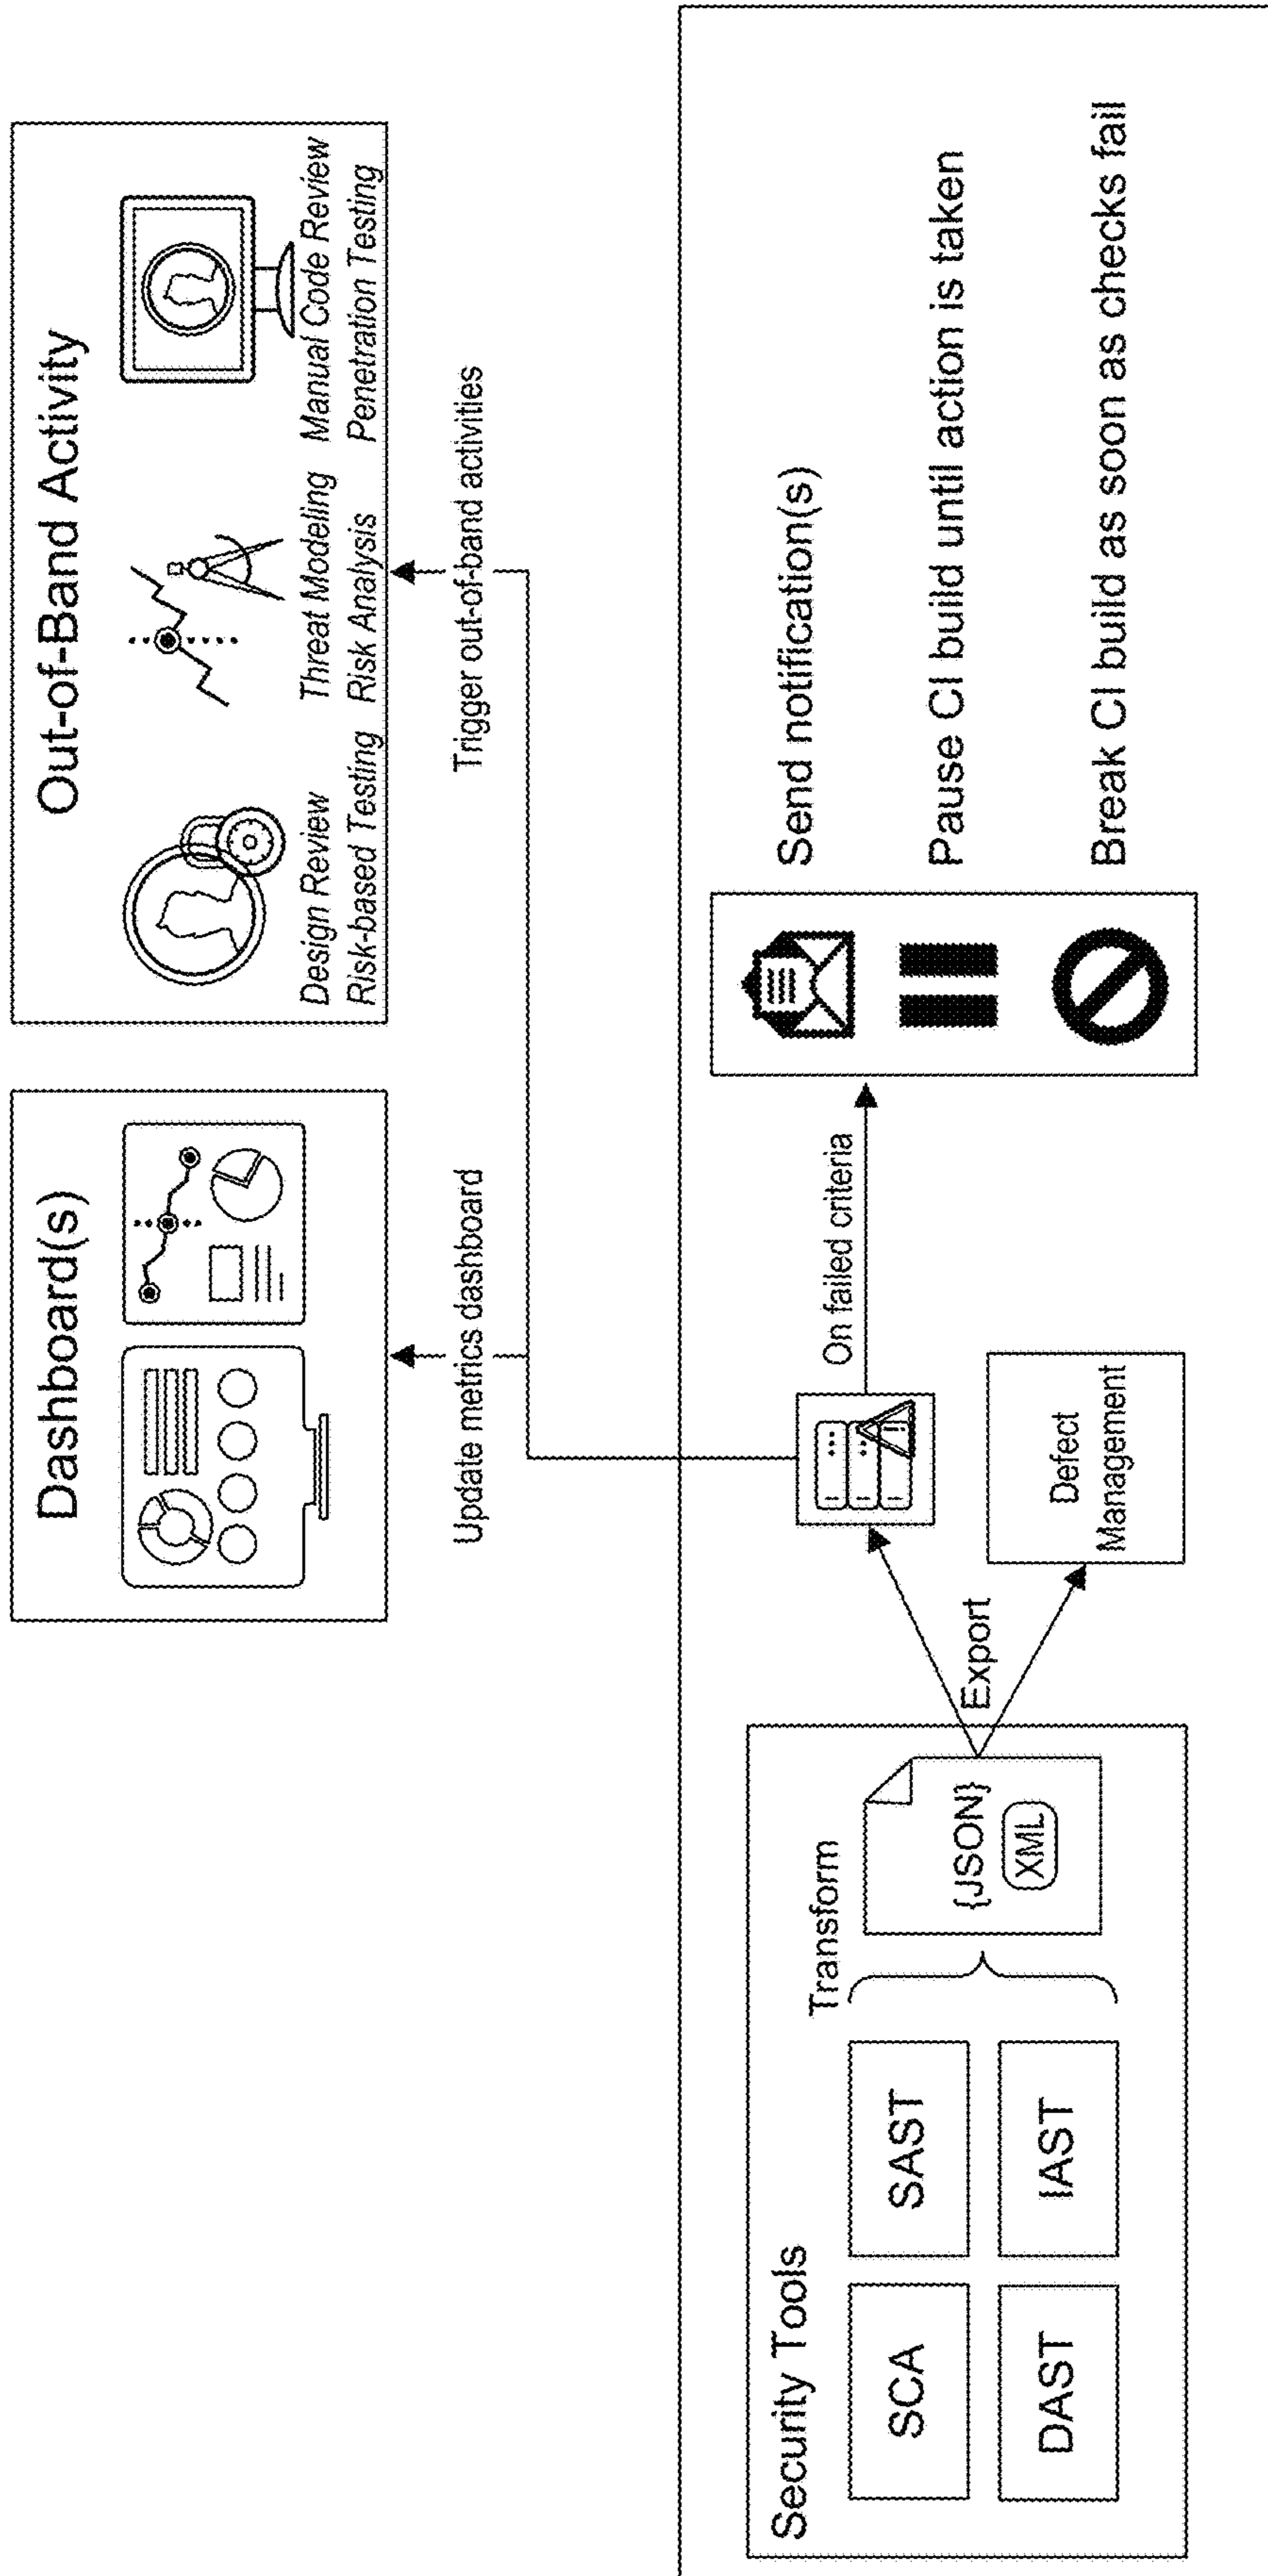 Dashboard(s)
Out-of-Band Activity
Design Review
Risk-based Testing
Threat Modeling
Risk Analysis
Manual Code Review
Penetration Testing
Update metrics dashboard
Trigger out-of-band activities
Security Tools
SCA
SAST
DAST
IAST
Transform
{JSON}
XML
Export
Defect
Management
On failed criteria
Send notification(s)
Pause CI build until action is taken
Break CI build as soon as checks fail